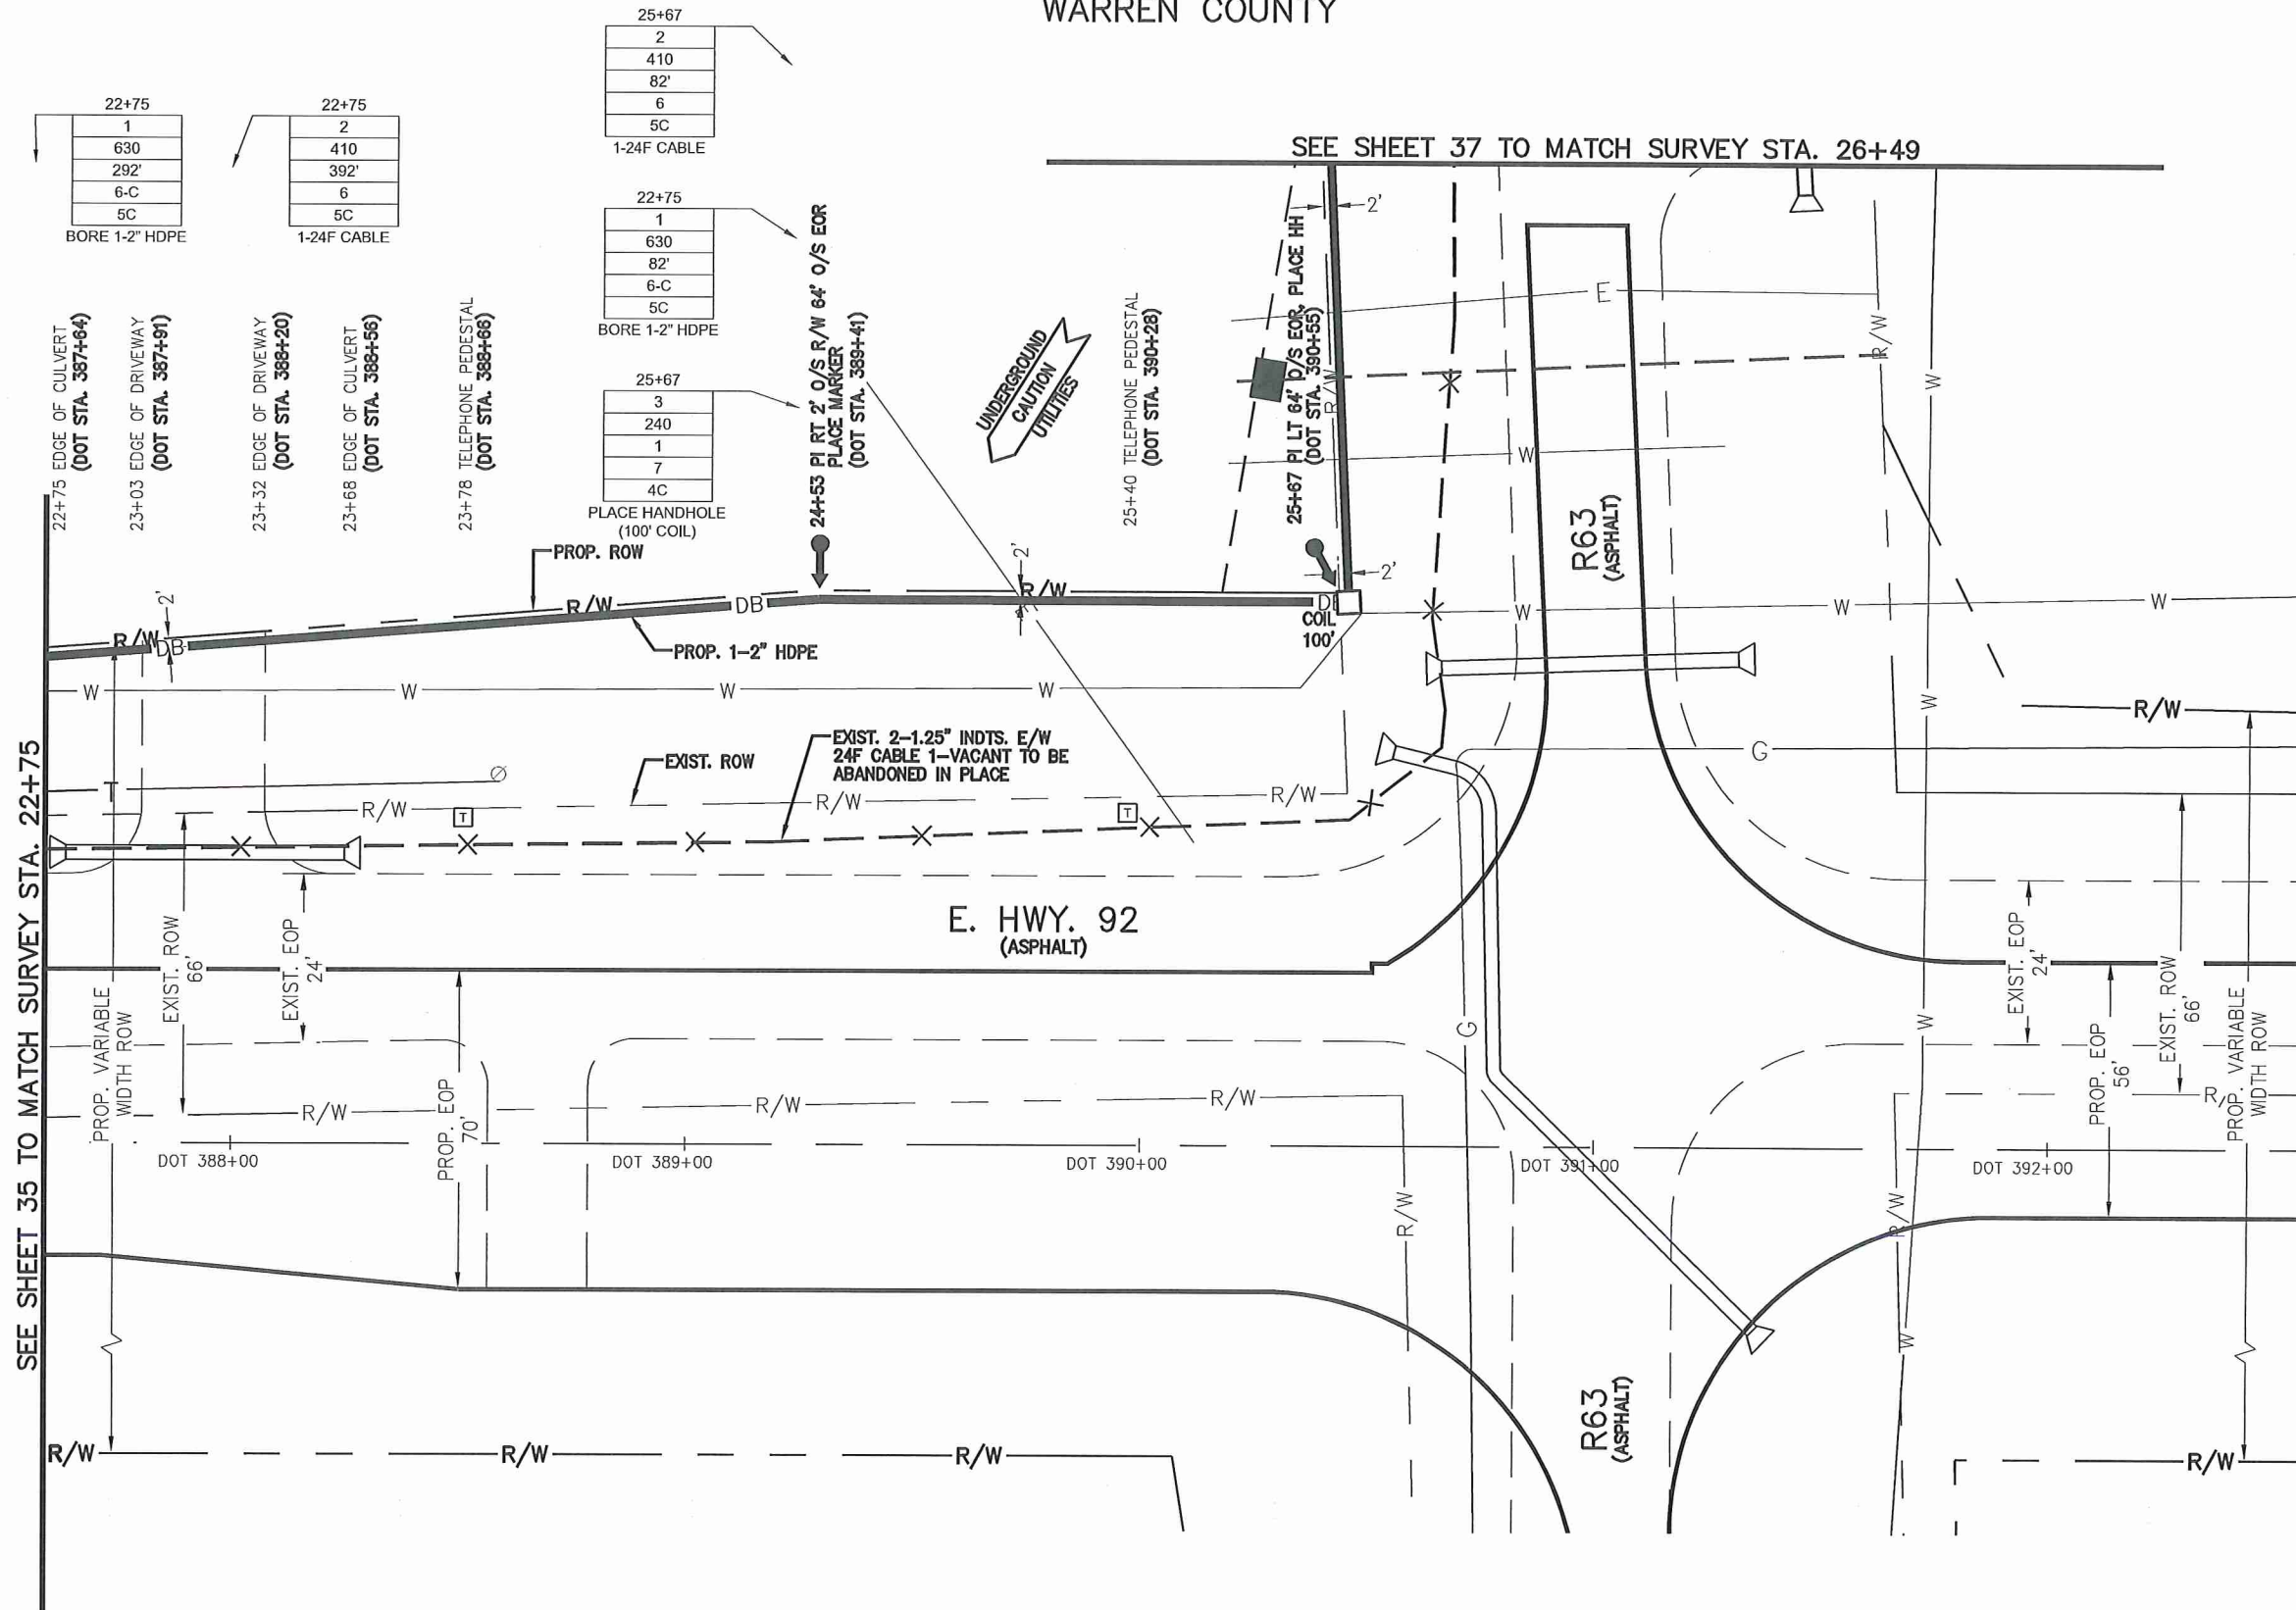 WARREN COUNTY
25+67
2
410
82'
6
5C
1-24F CABLE
22+75
1
630
292'
6-C
5C
BORE 1-2" HDPE
22+75
2
410
392'
6
5C
1-24F CABLE
22+75
1
630
82'
6-C
5C
BORE 1-2" HDPE
25+67
3
240
1
7
4C
PLACE HANDHOLE
(100' COIL)
SEE SHEET 37 TO MATCH SURVEY STA. 26+49
22+75 EDGE OF CULVERT
(DOT STA. 387+64)
23+03 EDGE OF DRIVEWAY
(DOT STA. 387+91)
23+32 EDGE OF DRIVEWAY
(DOT STA. 388+20)
23+68 EDGE OF CULVERT
(DOT STA. 388+56)
23+78 TELEPHONE PEDESTAL
(DOT STA. 388+66)
24+53 PI RT 2' O/S R/W 64' O/S EOR
PLACE MARKER
(DOT STA. 389+41)
UNDERGROUND
CAUTION
UTILITIES
25+40 TELEPHONE PEDESTAL
(DOT STA. 390+28)
25+67 PI LT 64' O/S EOR, PLACE HH
(DOT STA. 390+55)
2'
R/W
E
R/W
W
W
R63
(ASPHALT)
PROP. ROW
2'
2'
2'
R/W
DB
R/W
DB
R/W
COIL
100'
W
W
W
PROP. 1-2" HDPE
W
W
W
W
W
R/W
EXIST. 2-1.25" INDTS. E/W
24F CABLE 1-VACANT TO BE
ABANDONED IN PLACE
EXIST. ROW
G
T
R/W
R/W
R/W
T
T
SEE SHEET 35 TO MATCH SURVEY STA. 22+75
E. HWY. 92
(ASPHALT)
EXIST. ROW
66'
EXIST. EOP
24'
EXIST. EOP
24'
EXIST. ROW
66'
PROP. VARIABLE
WIDTH ROW
PROP. EOP
70'
G
W
PROP. EOP
56'
PROP. VARIABLE
WIDTH ROW
R/W
R/W
R/W
DOT 388+00
DOT 389+00
DOT 390+00
DOT 391+00
DOT 392+00
R/W
R/W
W
R63
(ASPHALT)
R/W
R/W
R/W
R/W